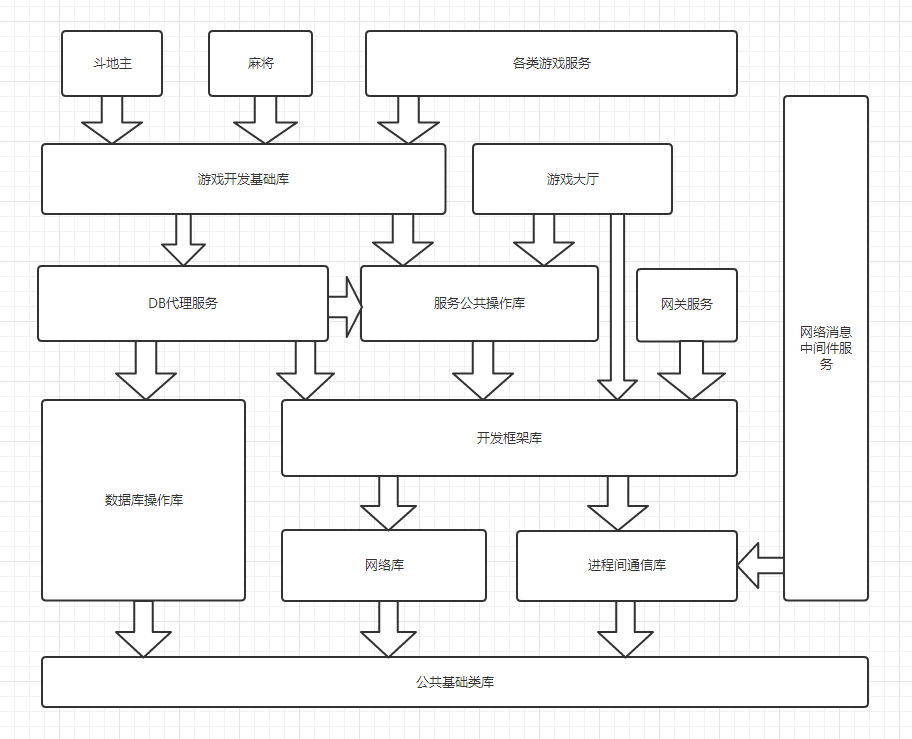 斗地主
麻将
各类游戏服务
游戏开发基础库
游戏大厅
DB代理服务
服务公共操作库
网关服务
网络消息
中间件服
务
开发框架库
数据库操作库
网络库
进程间通信库
公共基础类库